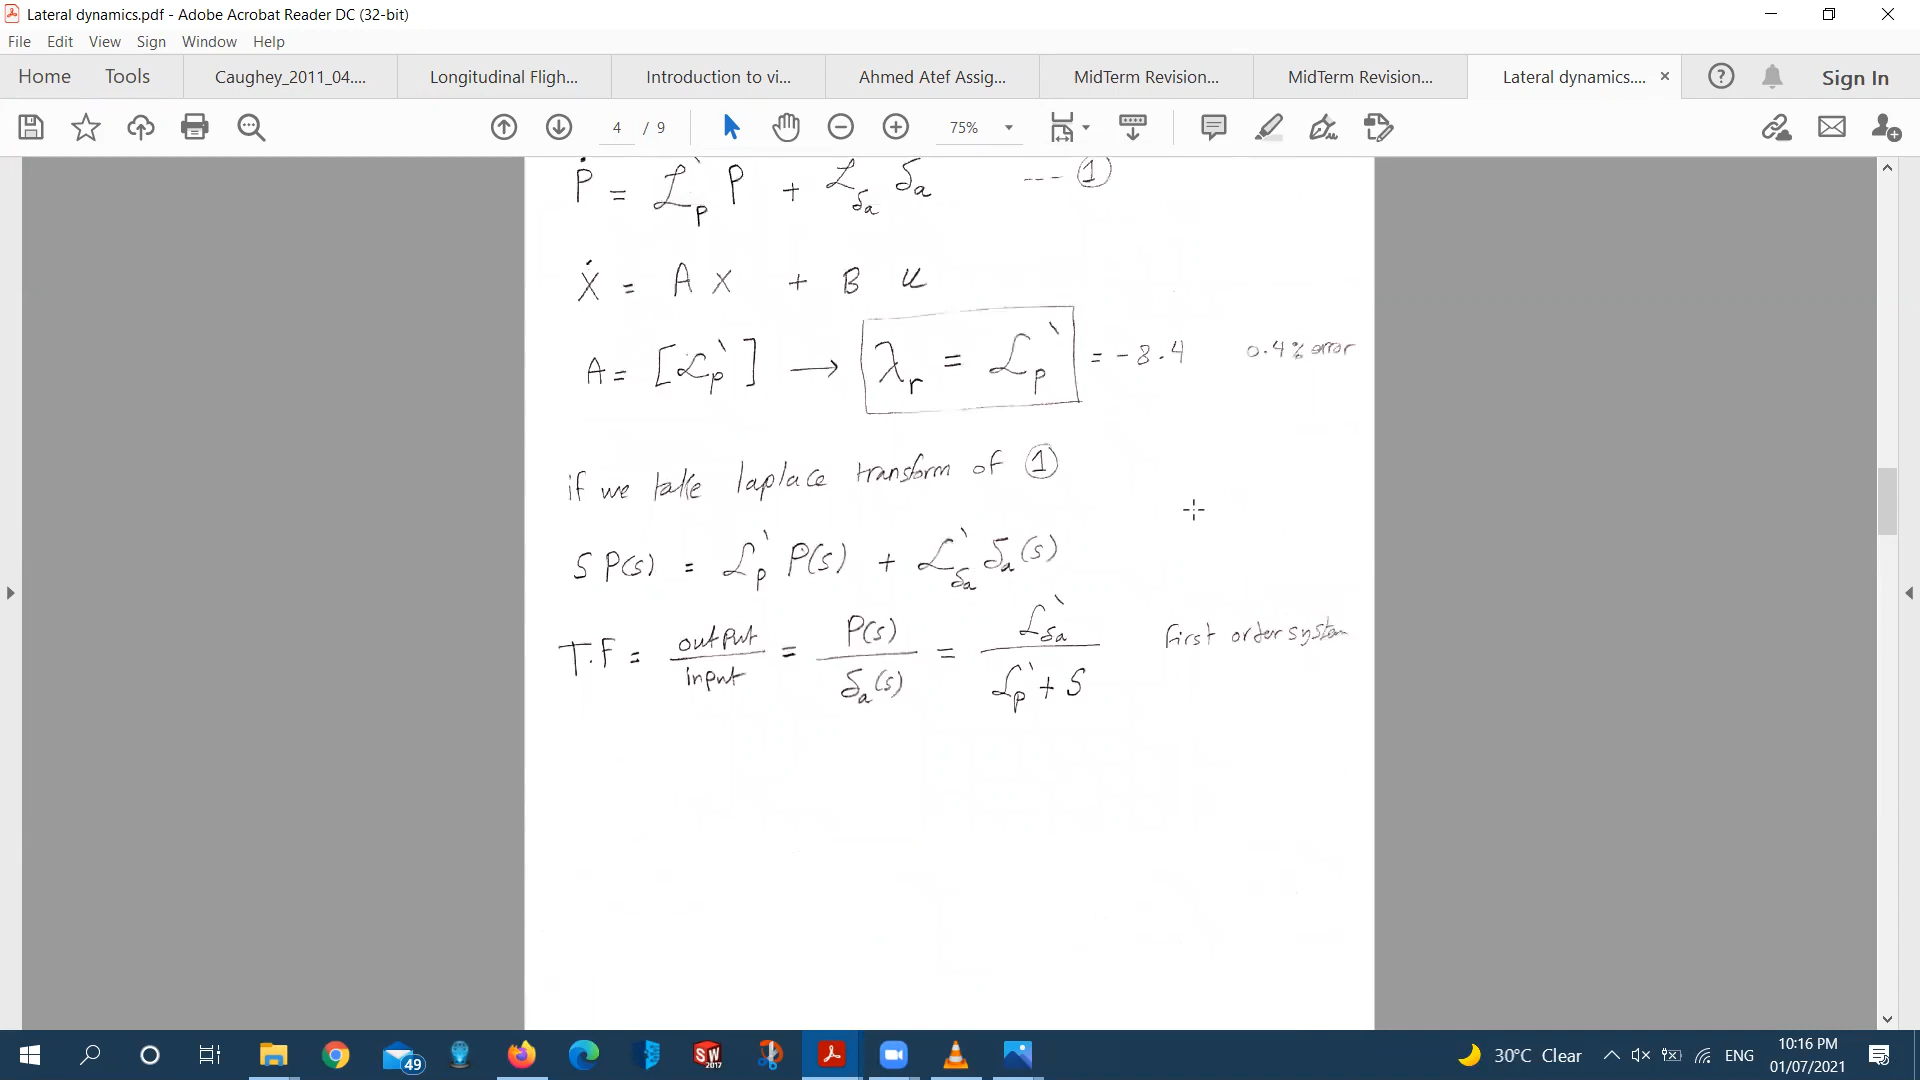 Lateral dynamics.pdf - Adobe Acrobat Reader DC (32-bit)
File Edit View Sign Window Help
Home Tools Caughey_2011_04.... Longitudinal Fligh... Introduction to vi... Ahmed Atef Assig... MidTerm Revision... MidTerm Revision... Lateral dynamics.... × Sign In
4 / 9 75%
Ṗ = ℒ`p P + ℒδa δa --- ①
Ẋ = A X + B u
A = [ℒ`p] → λr = ℒ`p = -8.4 0.4% error
if we take laplace transform of ①
S P(s) = ℒ`p P(s) + ℒ`δa δa(s)
T.F = output/input = P(s)/δa(s) = ℒ`δa/(ℒ`p + S) First order system
49 SW 2017 30°C Clear ENG 10:16 PM
01/07/2021